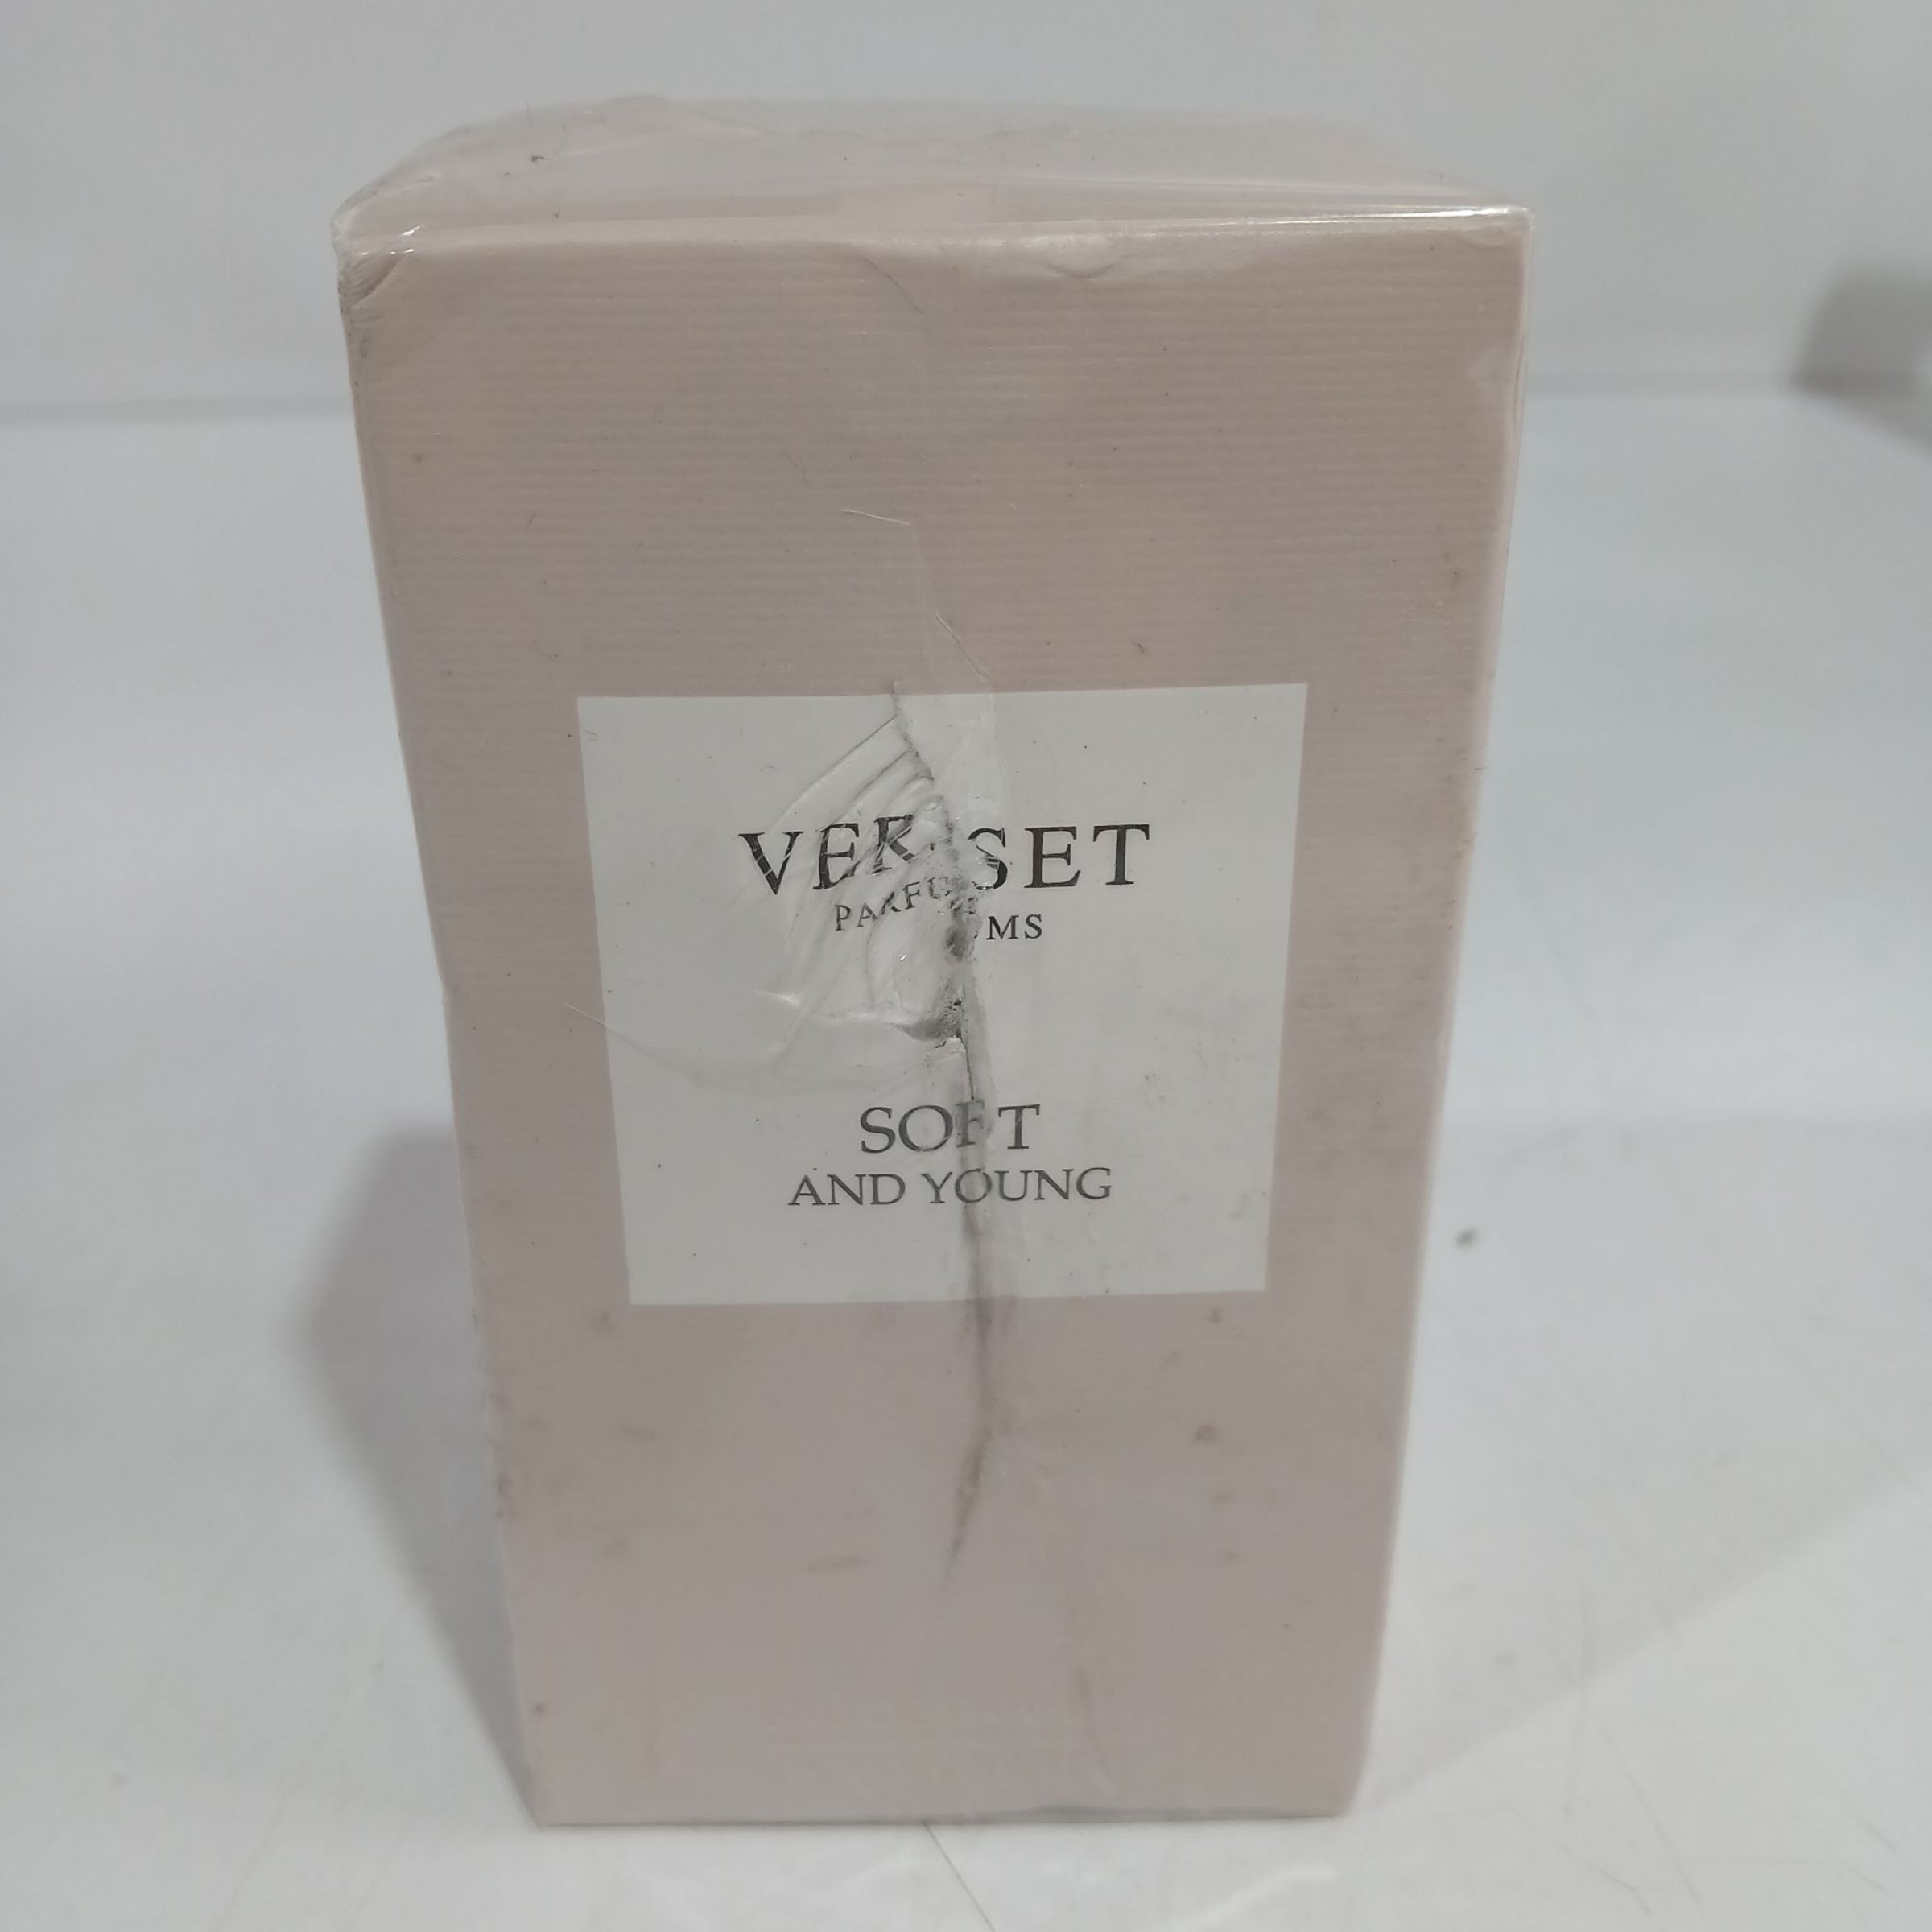 VERSET
PARFUMS
SOFT
AND YOUNG